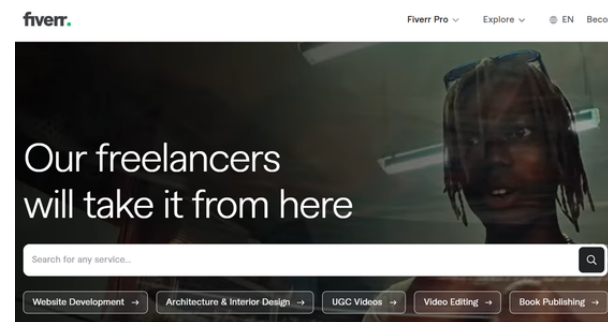 fiverr.
Fiverr Pro Explore EN
Our freelancers
will take it from here
Search for any service...
Website Development → Architecture & Interior Design → UGC Videos → Video Editing → Book Publishing →